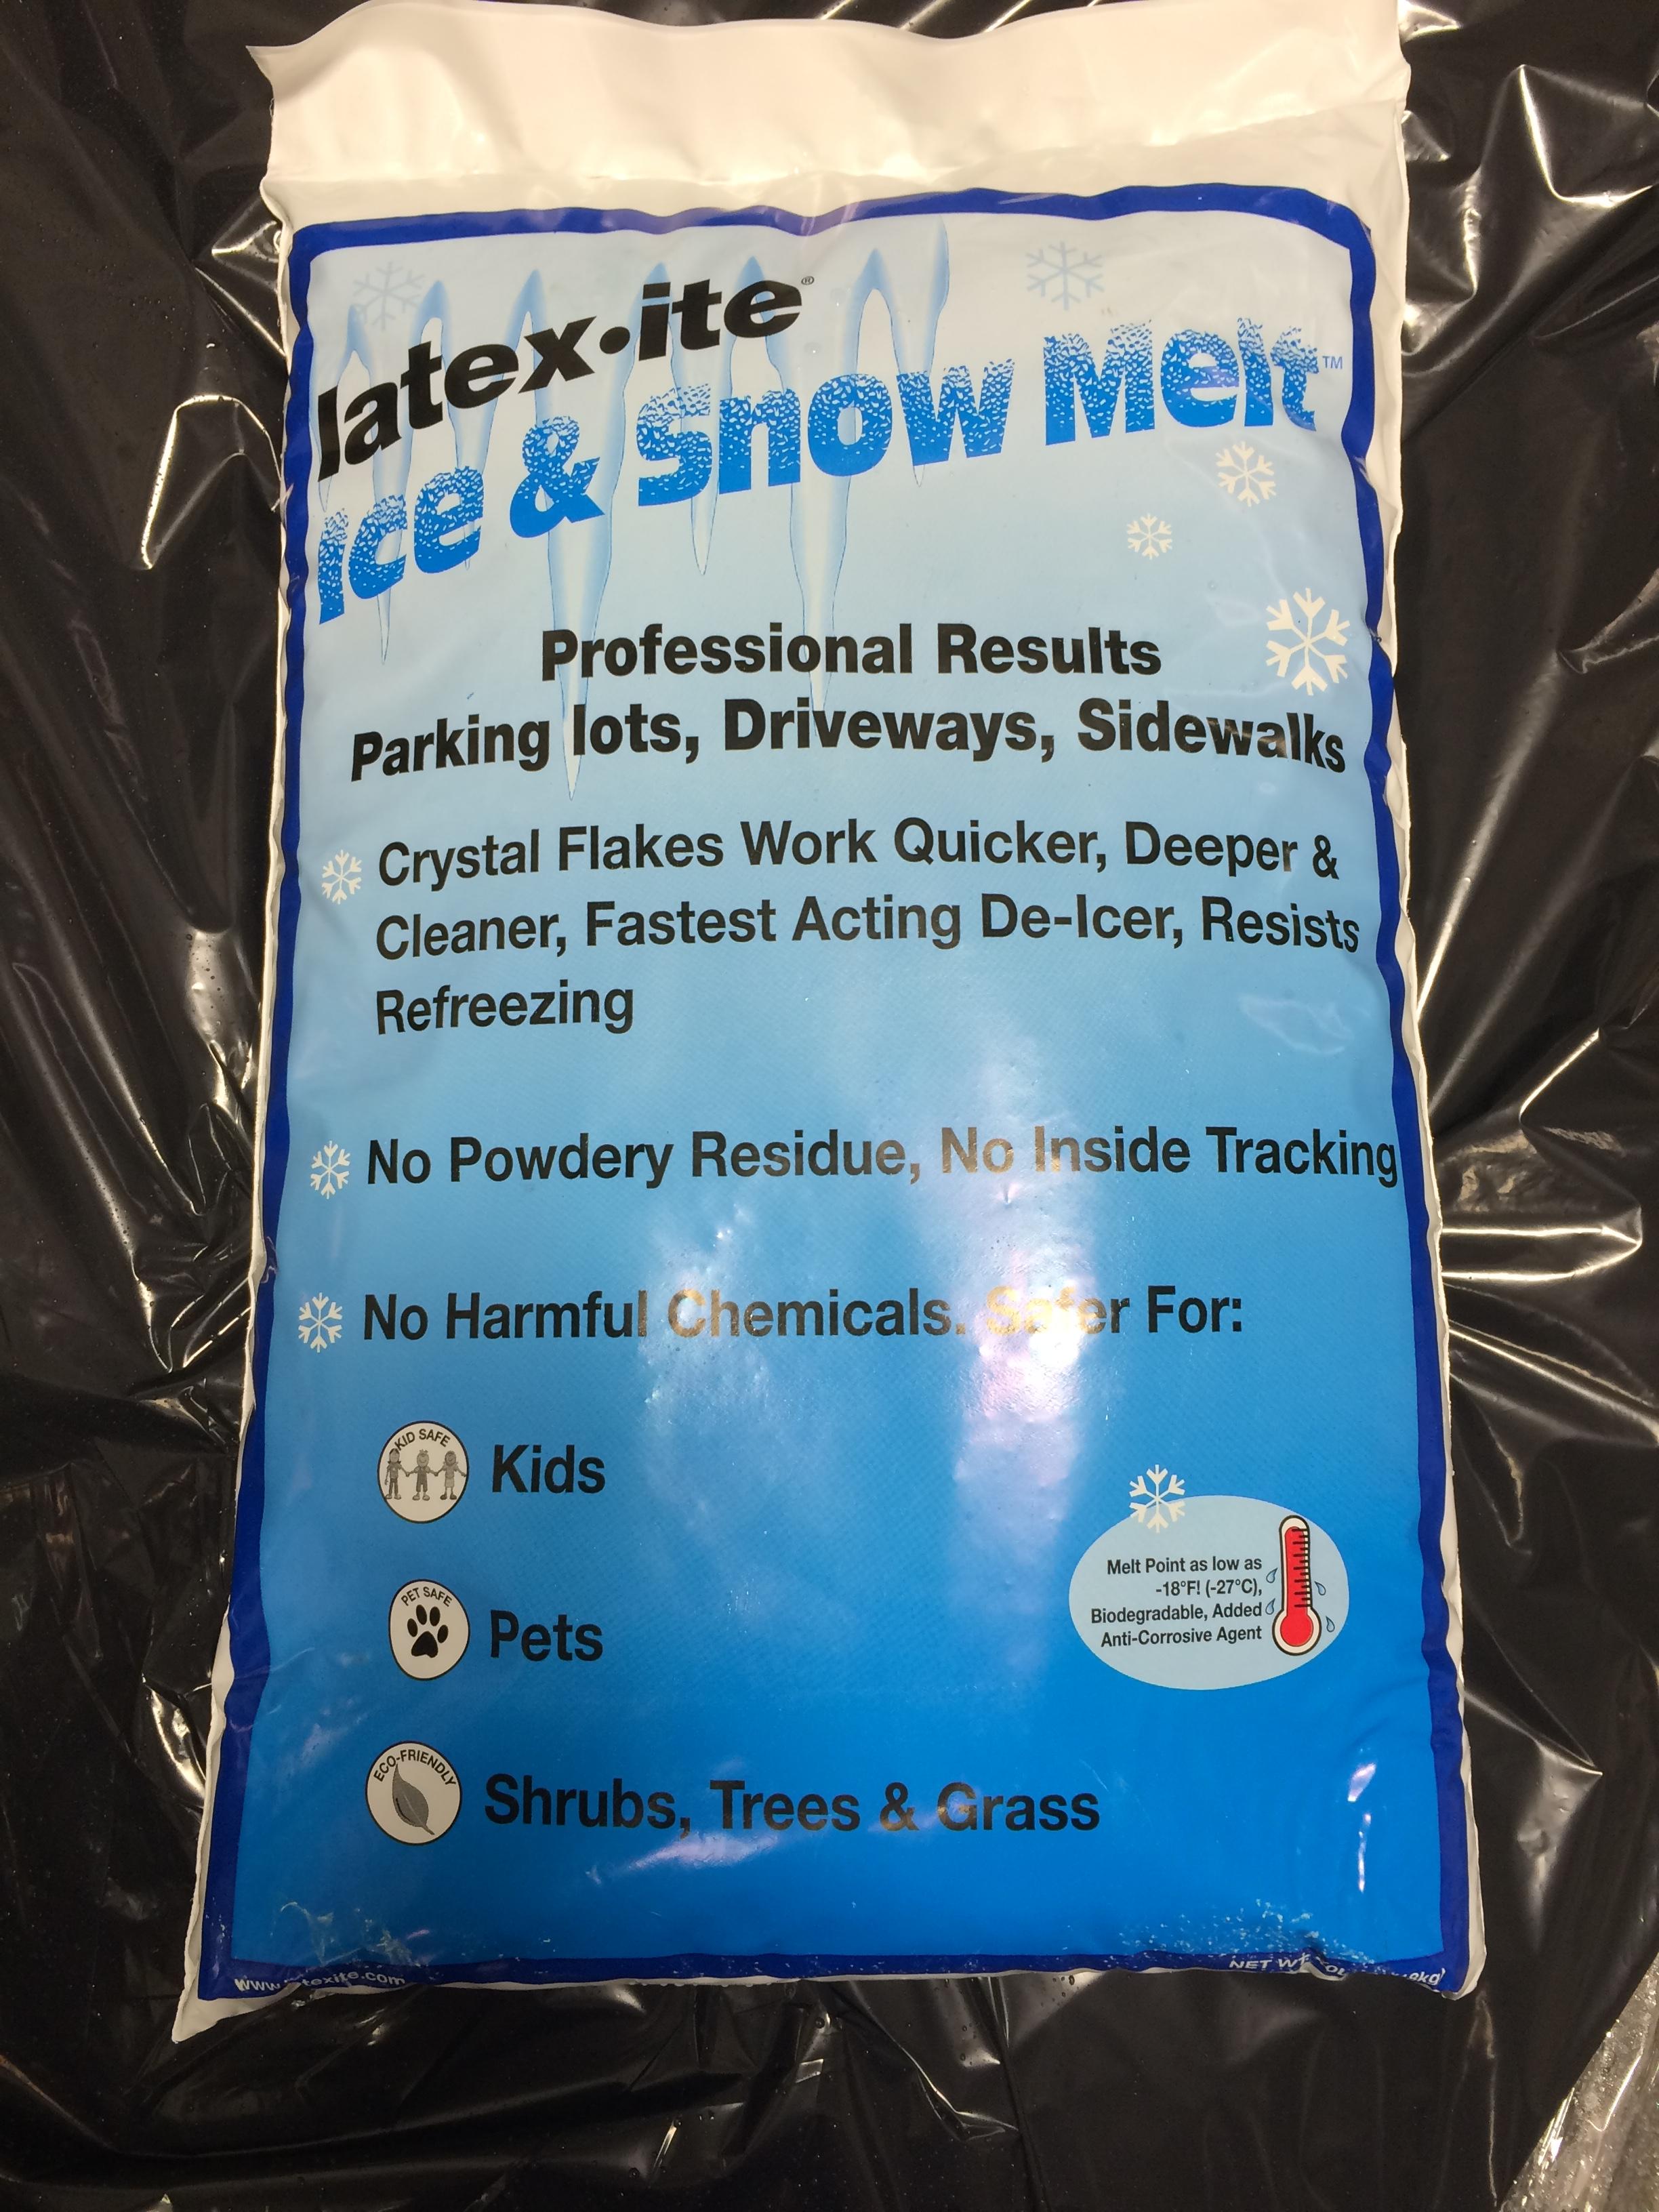 latex•ite®
Ice & Snow Melt™
Professional Results
Parking lots, Driveways, Sidewalks
Crystal Flakes Work Quicker, Deeper &
Cleaner, Fastest Acting De-Icer, Resists
Refreezing
No Powdery Residue, No Inside Tracking
No Harmful Chemicals. Safer For:
KID SAFE
Kids
Melt Point as low as
-18°F! (-27°C),
Biodegradable, Added
Anti-Corrosive Agent
PET SAFE
Pets
ECO-FRIENDLY
Shrubs, Trees & Grass
NET WT